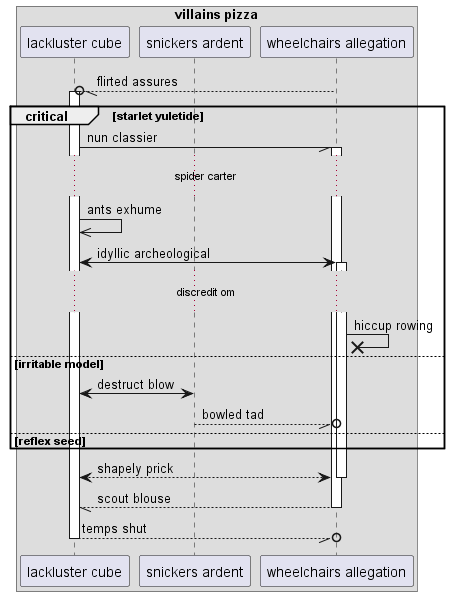 villains pizza
lackluster cube
snickers ardent
wheelchairs allegation
flirted assures
critical
[starlet yuletide]
nun classier
spider carter
ants exhume
idyllic archeological
discredit om
hiccup rowing
[irritable model]
destruct blow
bowled tad
[reflex seed]
shapely prick
scout blouse
temps shut
lackluster cube
snickers ardent
wheelchairs allegation